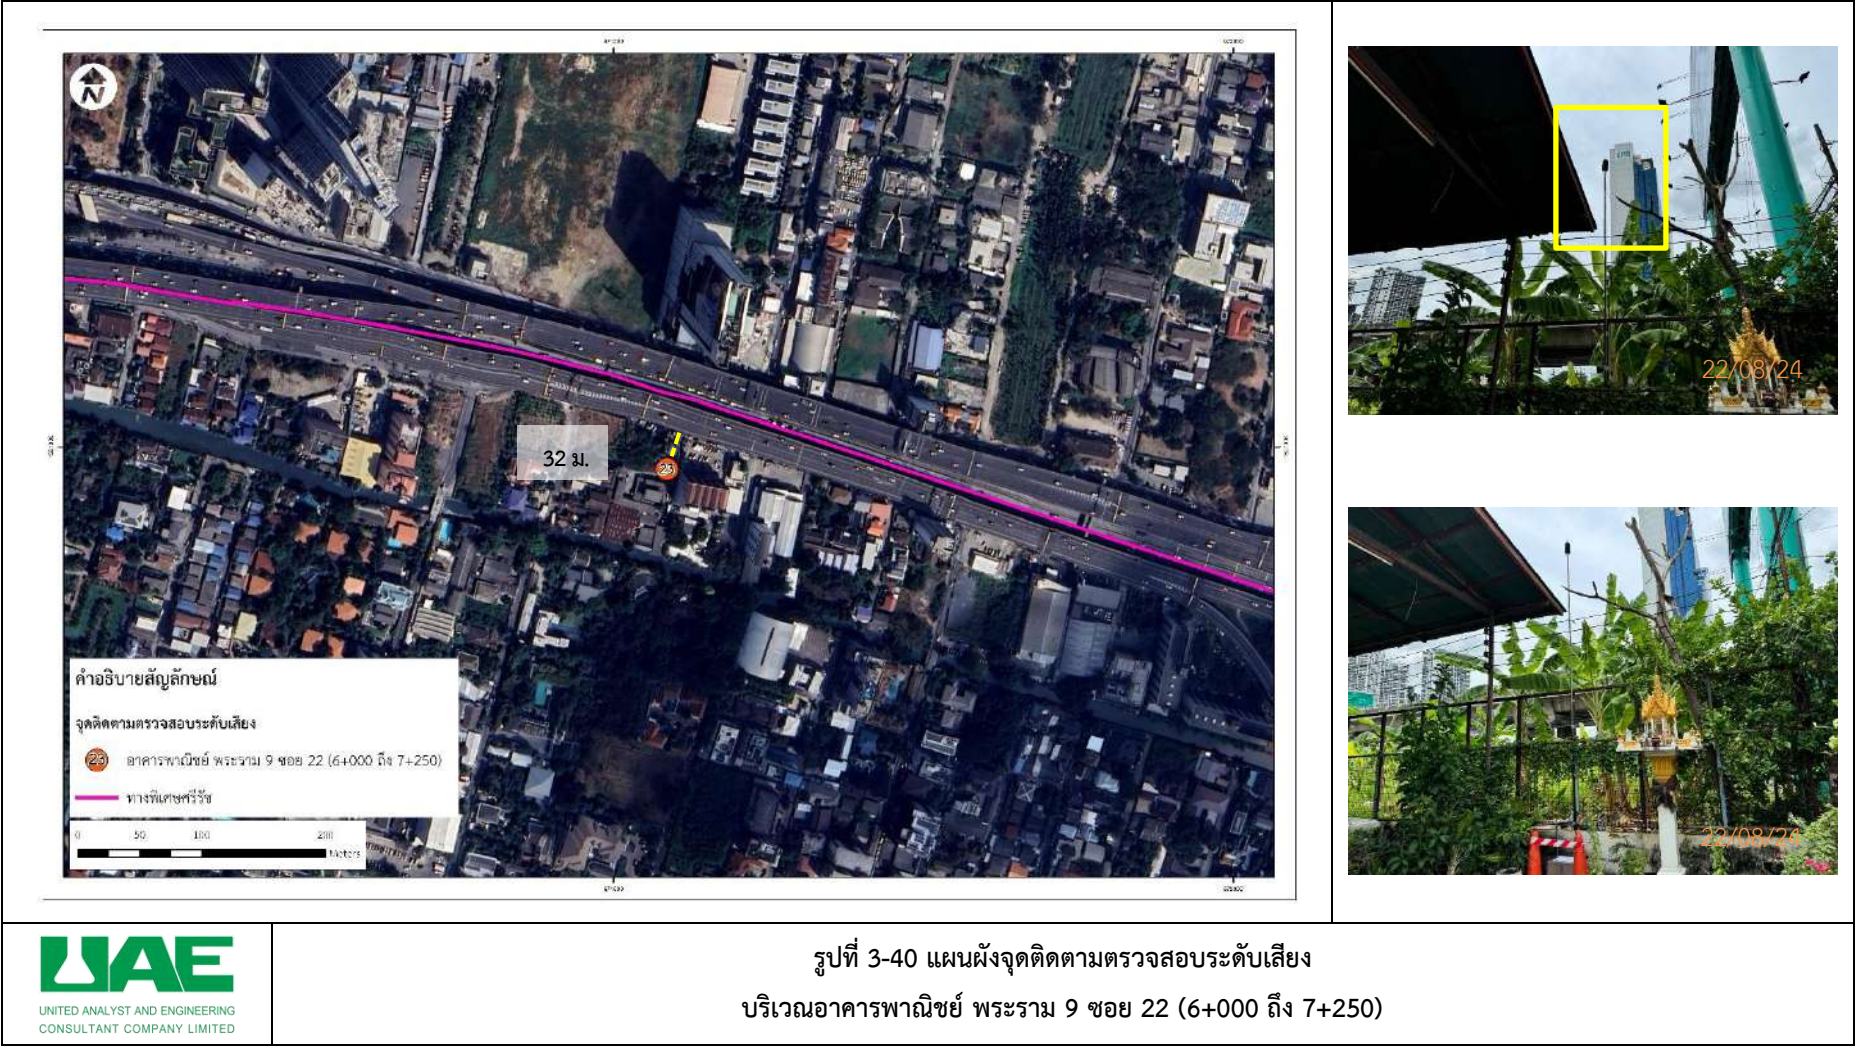 N
32 ม.
23
คำอธิบายสัญลักษณ์
จุดติดตามตรวจสอบระดับเสียง
23 อาคารพาณิชย์ พระราม 9 ซอย 22 (6+000 ถึง 7+250)
ทางพิเศษศรีรัช
0 50 100 200
Meters
22/08/24
22/08/24
UAE
UNITED ANALYST AND ENGINEERING
CONSULTANT COMPANY LIMITED
รูปที่ 3-40 แผนผังจุดติดตามตรวจสอบระดับเสียง
บริเวณอาคารพาณิชย์ พระราม 9 ซอย 22 (6+000 ถึง 7+250)